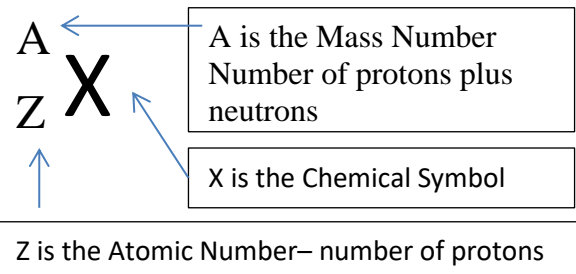 A
Z
X
A is the Mass Number
Number of protons plus
neutrons
X is the Chemical Symbol
Z is the Atomic Number– number of protons